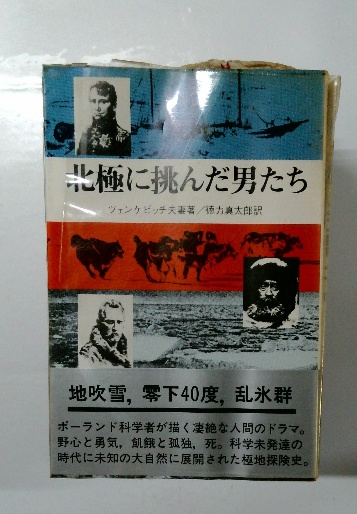 北極に挑んだ男たち
ツェンケビッチ夫妻著／徳力真太郎訳
地吹雪，零下40度，乱氷群
ポーランド科学者が描く凄絶な人間のドラマ。
野心と勇気，飢餓と孤独，死。科学未発達の
時代に未知の大自然に展開された極地探険史。